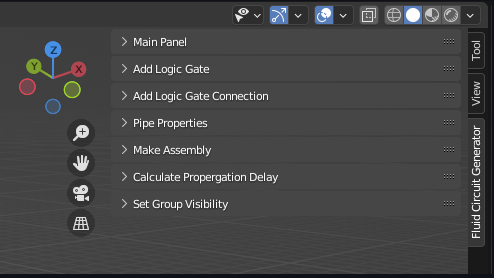 Main Panel
Add Logic Gate
Add Logic Gate Connection
Pipe Properties
Make Assembly
Calculate Propergation Delay
Set Group Visibility
Z
Y
X
Tool
View
Fluid Circuit Generator